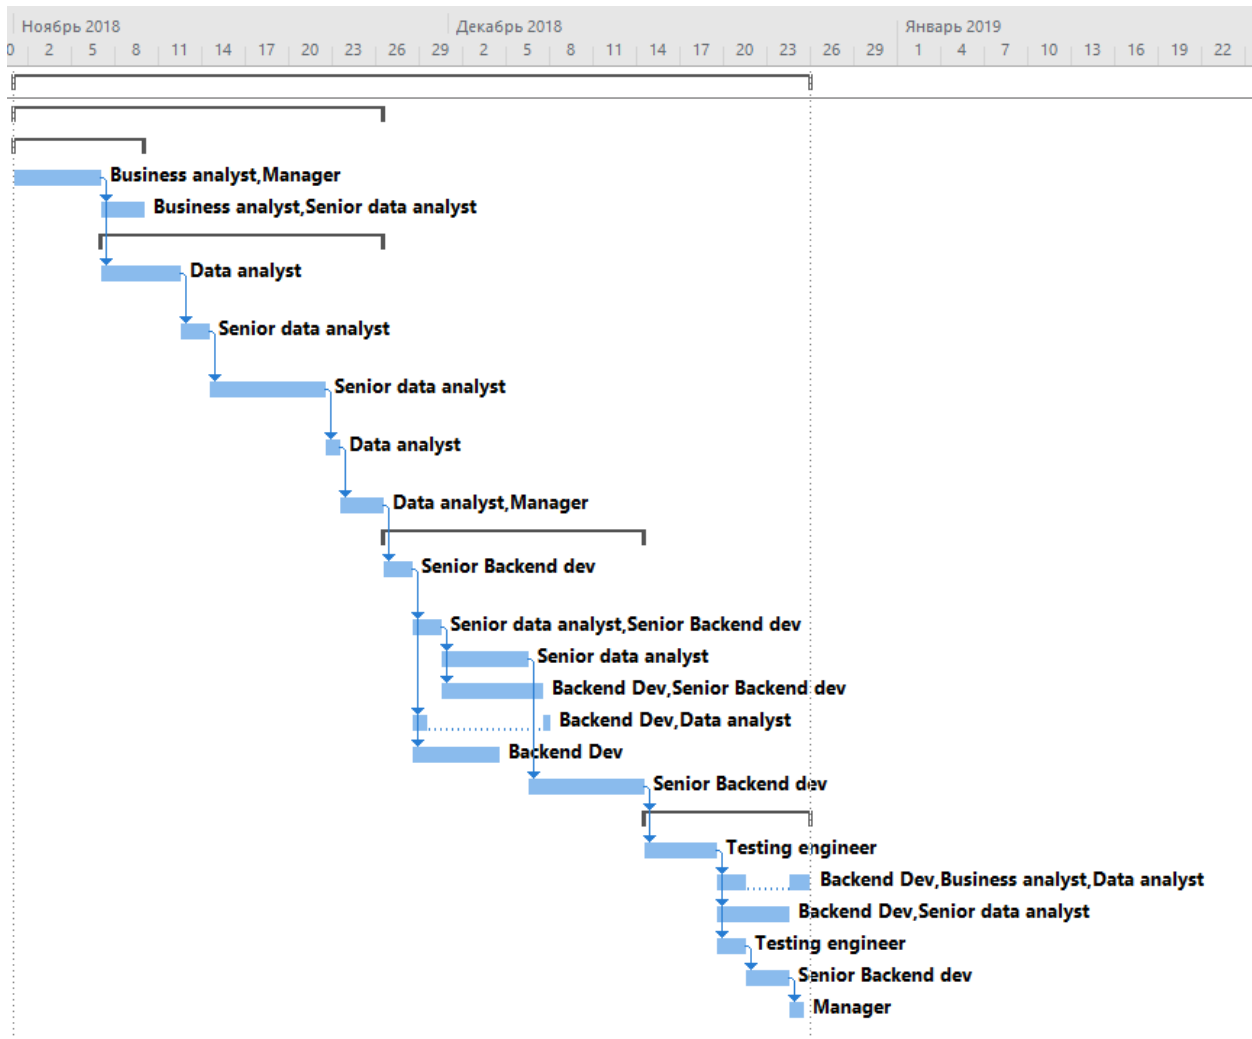 Ноябрь 2018 Декабрь 2018 Январь 2019
0 2 5 8 11 14 17 20 23 26 29 2 5 8 11 14 17 20 23 26 29 1 4 7 10 13 16 19 22
Business analyst,Manager
Business analyst,Senior data analyst
Data analyst
Senior data analyst
Senior data analyst
Data analyst
Data analyst,Manager
Senior Backend dev
Senior data analyst,Senior Backend dev
Senior data analyst
Backend Dev,Senior Backend dev
Backend Dev,Data analyst
Backend Dev
Senior Backend dev
Testing engineer
Backend Dev,Business analyst,Data analyst
Backend Dev,Senior data analyst
Testing engineer
Senior Backend dev
Manager